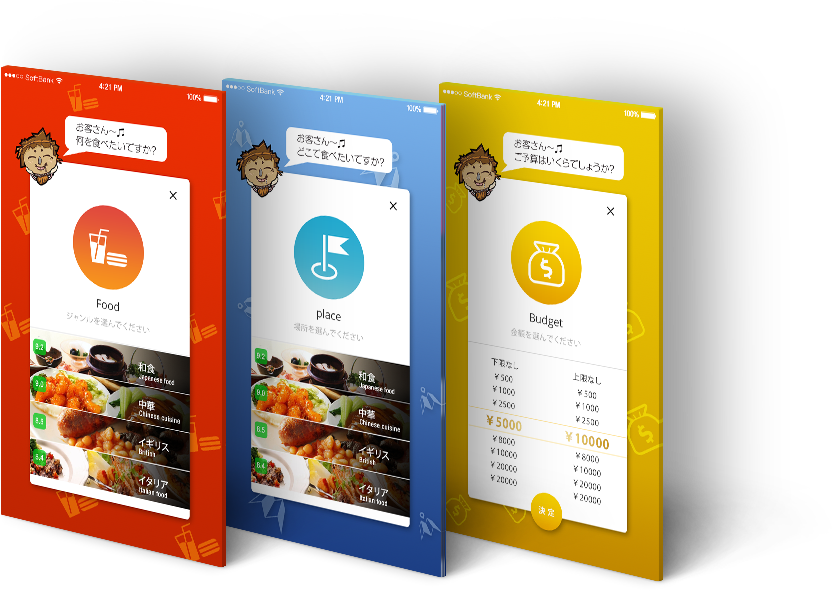 SoftBank
4:21 PM
100%
お客さん〜♫
何を食べたいですか?
×
Food
ジャンルを選んでください
9.2
和食
Japanese food
9.0
中華
Chinese cuisine
8.5
イギリス
British
8.4
イタリア
Italian food
SoftBank
4:21 PM
100%
お客さん〜♫
どこで食べたいですか?
×
place
場所を選んでください
9.2
和食
Japanese food
9.0
中華
Chinese cuisine
8.5
イギリス
British
8.4
イタリア
Italian food
SoftBank
4:21 PM
100%
お客さん〜♫
ご予算はいくらでしょうか?
×
Budget
金額を選んでください
下限なし
¥500
¥1000
¥2500
¥5000
¥8000
¥10000
¥20000
¥20000
上限なし
¥500
¥1000
¥2500
¥10000
¥8000
¥10000
¥20000
¥20000
決定